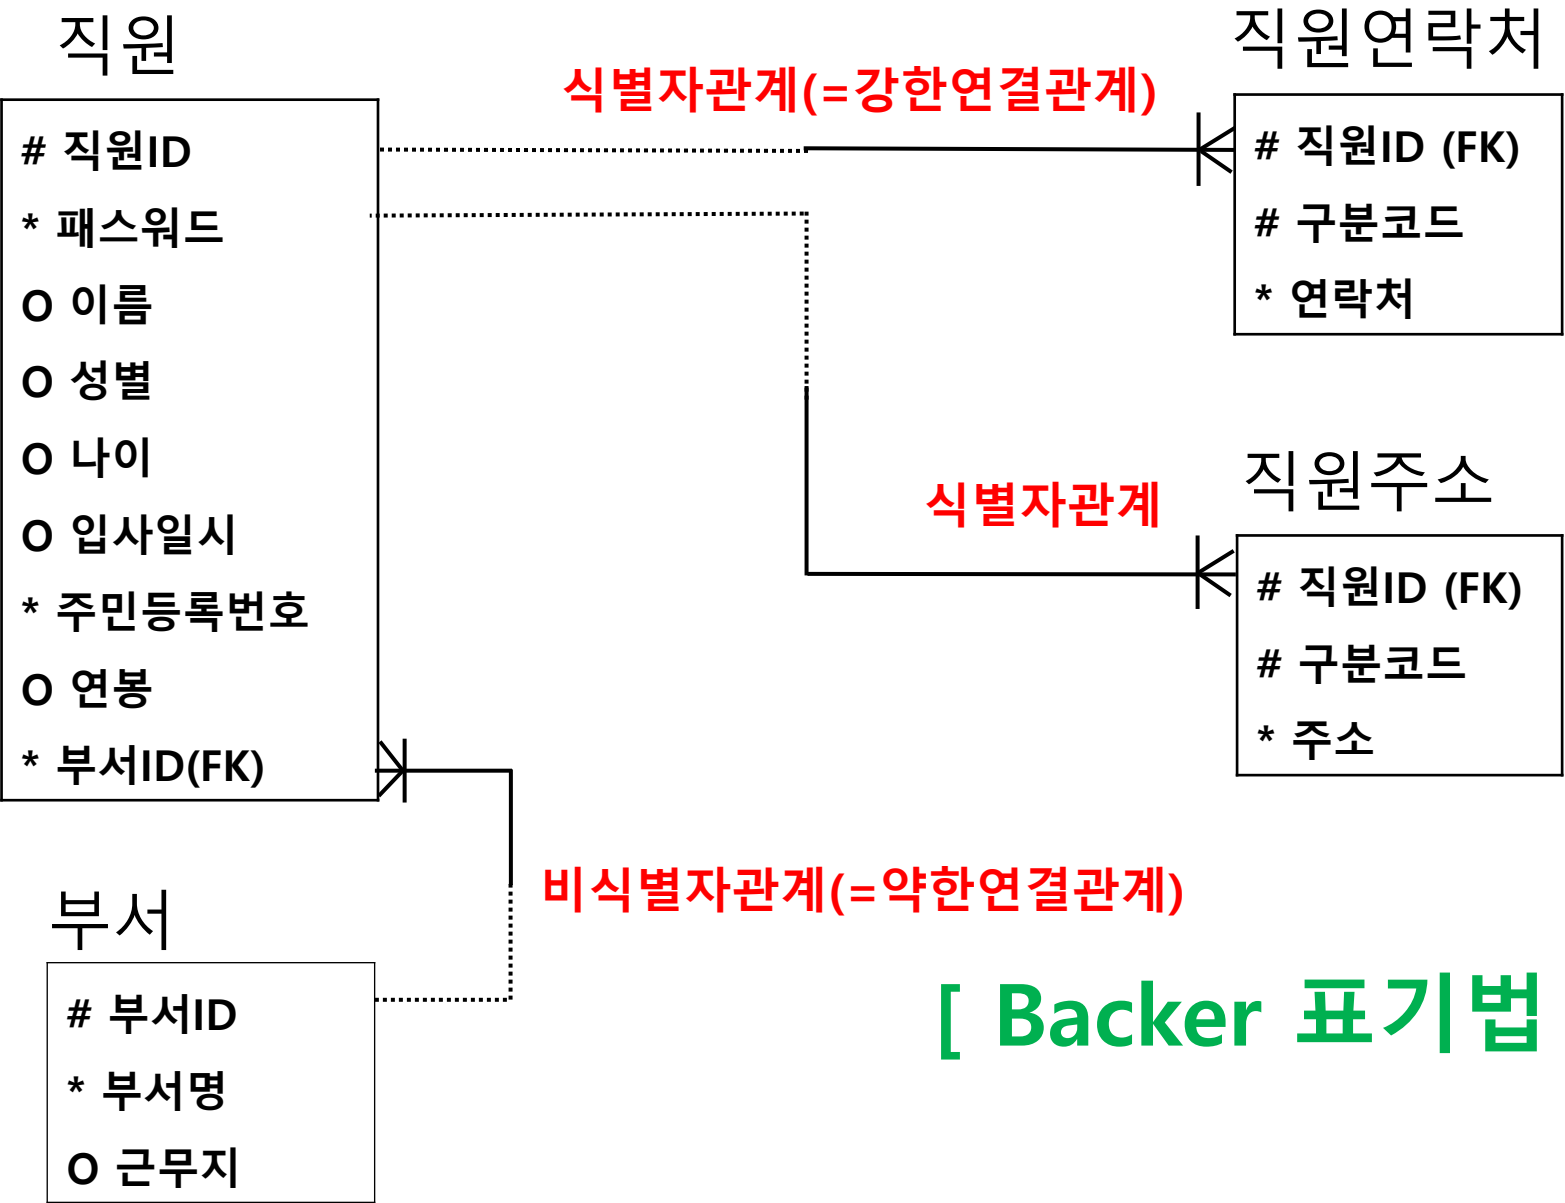 직원
# 직원ID
* 패스워드
O 이름
O 성별
O 나이
O 입사일시
* 주민등록번호
O 연봉
* 부서ID(FK)
식별자관계(=강한연결관계)
직원연락처
# 직원ID (FK)
# 구분코드
* 연락처
식별자관계
직원주소
# 직원ID (FK)
# 구분코드
* 주소
비식별자관계(=약한연결관계)
부서
# 부서ID
* 부서명
O 근무지
[ Backer 표기법